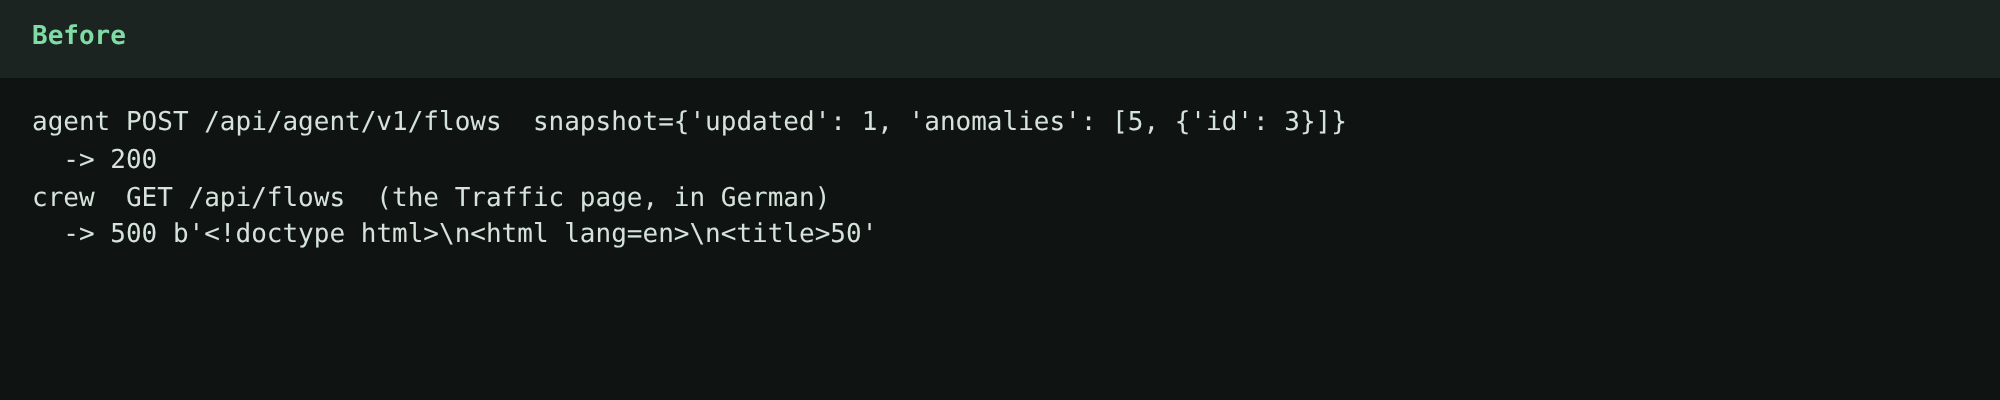 Before
agent POST /api/agent/v1/flows  snapshot={'updated': 1, 'anomalies': [5, {'id': 3}]}
  -> 200
crew  GET /api/flows  (the Traffic page, in German)
  -> 500 b'<!doctype html>\n<html lang=en>\n<title>50'